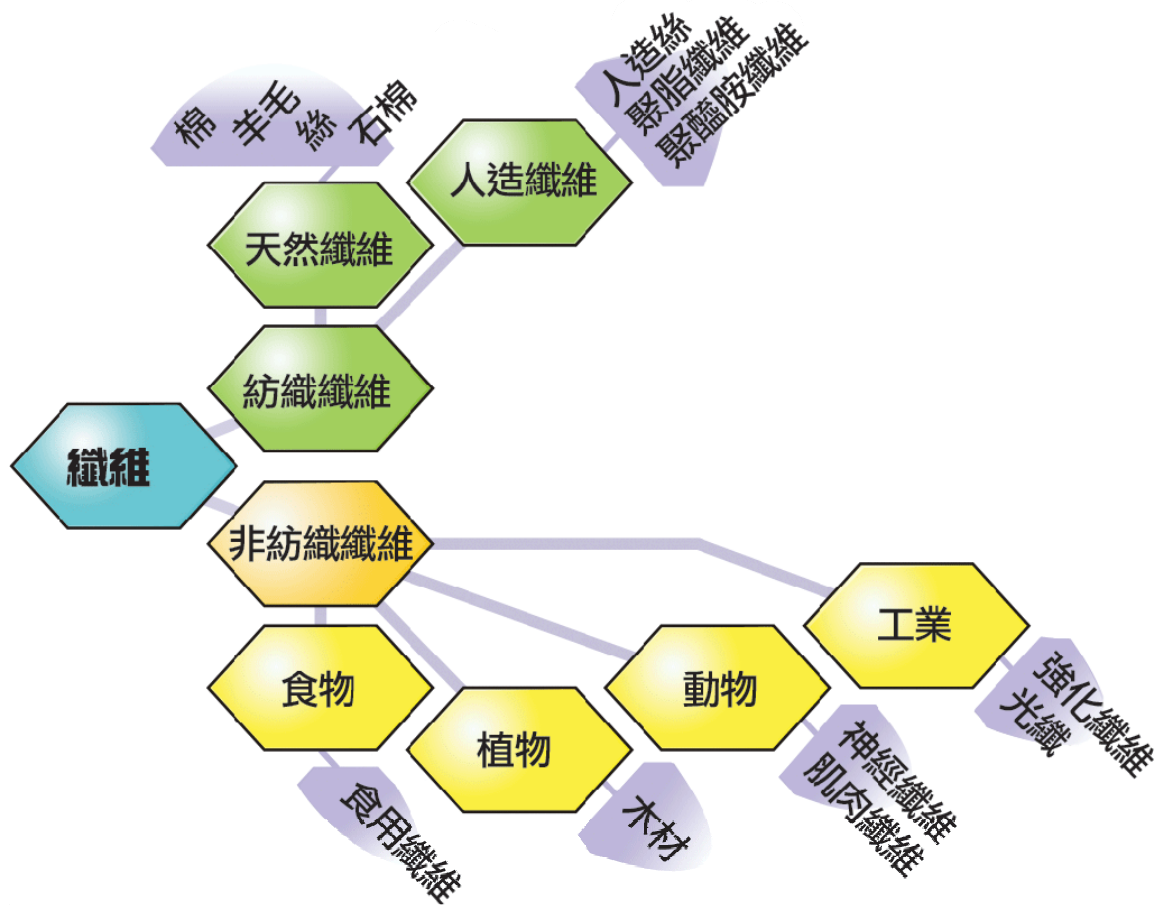 人造絲
聚脂纖維
聚醯胺纖維
棉 羊毛 絲 石棉
人造纖維
天然纖維
紡織纖維
纖維
非紡織纖維
工業
強化纖維
光纖
動物
神經纖維
肌肉纖維
食物
食用纖維
植物
木材